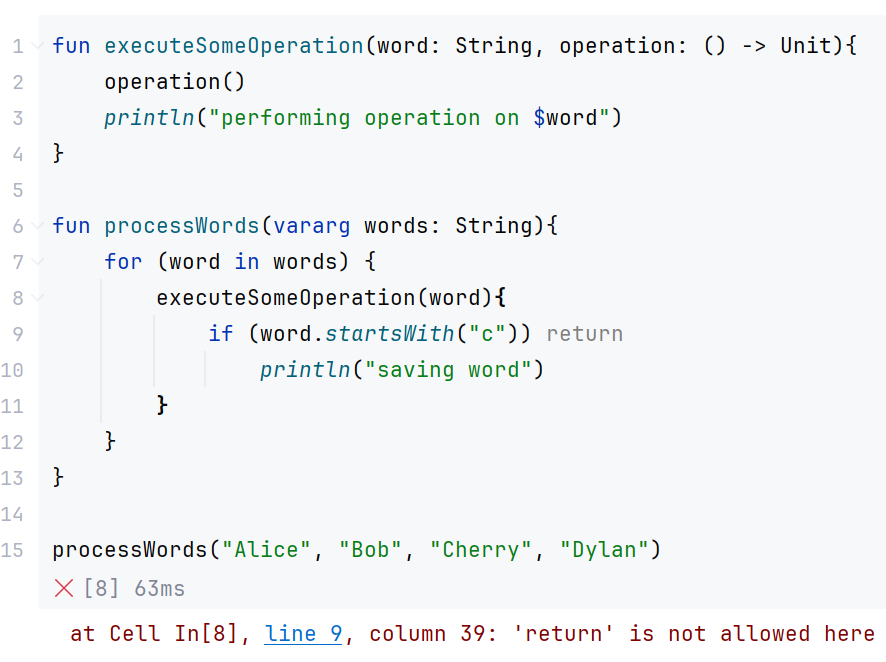 1 fun executeSomeOperation(word: String, operation: () -> Unit){
2     operation()
3     println("performing operation on $word")
4 }
5
6 fun processWords(vararg words: String){
7     for (word in words) {
8         executeSomeOperation(word){
9             if (word.startsWith("c")) return
10                 println("saving word")
11         }
12     }
13 }
14
15 processWords("Alice", "Bob", "Cherry", "Dylan")
[8] 63ms
at Cell In[8], line 9, column 39: 'return' is not allowed here